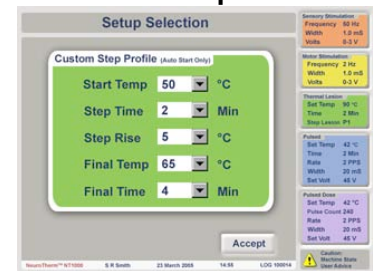 Setup Selection
Custom Step Profile (Auto Start Only)
Start Temp 50 °C
Step Time 2 Min
Step Rise 5 °C
Final Temp 65 °C
Final Time 4 Min
Accept
NeuroTherm™ NT1000 S R Smith 23 March 2005 14:55 LOG 100014
Sensory Stimulation
Frequency 50 Hz
Width 1.0 mS
Volts 0-3 V
Motor Stimulation
Frequency 2 Hz
Width 1.0 mS
Volts 0-3 V
Thermal Lesion
Set Temp 90 °C
Time 2 Min
Step Lesion P1
Pulsed
Set Temp 42 °C
Time 2 Min
Rate 2 PPS
Width 20 mS
Set Volt 45 V
Pulsed Dose
Set Temp 42 °C
Pulse Count 240
Rate 2 PPS
Width 20 mS
Set Volt 45 V
Caution:
Machine State
User Advice